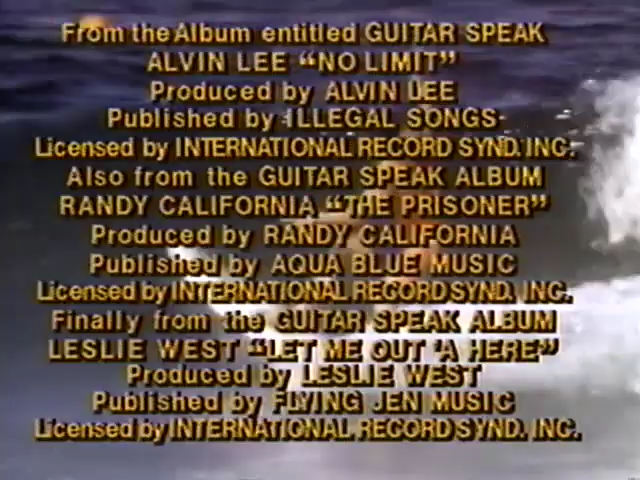 From the Album entitled GUITAR SPEAK
ALVIN LEE “NO LIMIT”
Produced by ALVIN LEE
Published by ILLEGAL SONGS
Licensed by INTERNATIONAL RECORD SYND. INC.
Also from the GUITAR SPEAK ALBUM
RANDY CALIFORNIA “THE PRISONER”
Produced by RANDY CALIFORNIA
Published by AQUA BLUE MUSIC
Licensed by INTERNATIONAL RECORD SYND. INC.
Finally from the GUITAR SPEAK ALBUM
LESLIE WEST “LET ME OUT 'A HERE”
Produced by LESLIE WEST
Published by FLYING JEN MUSIC
Licensed by INTERNATIONAL RECORD SYND. INC.